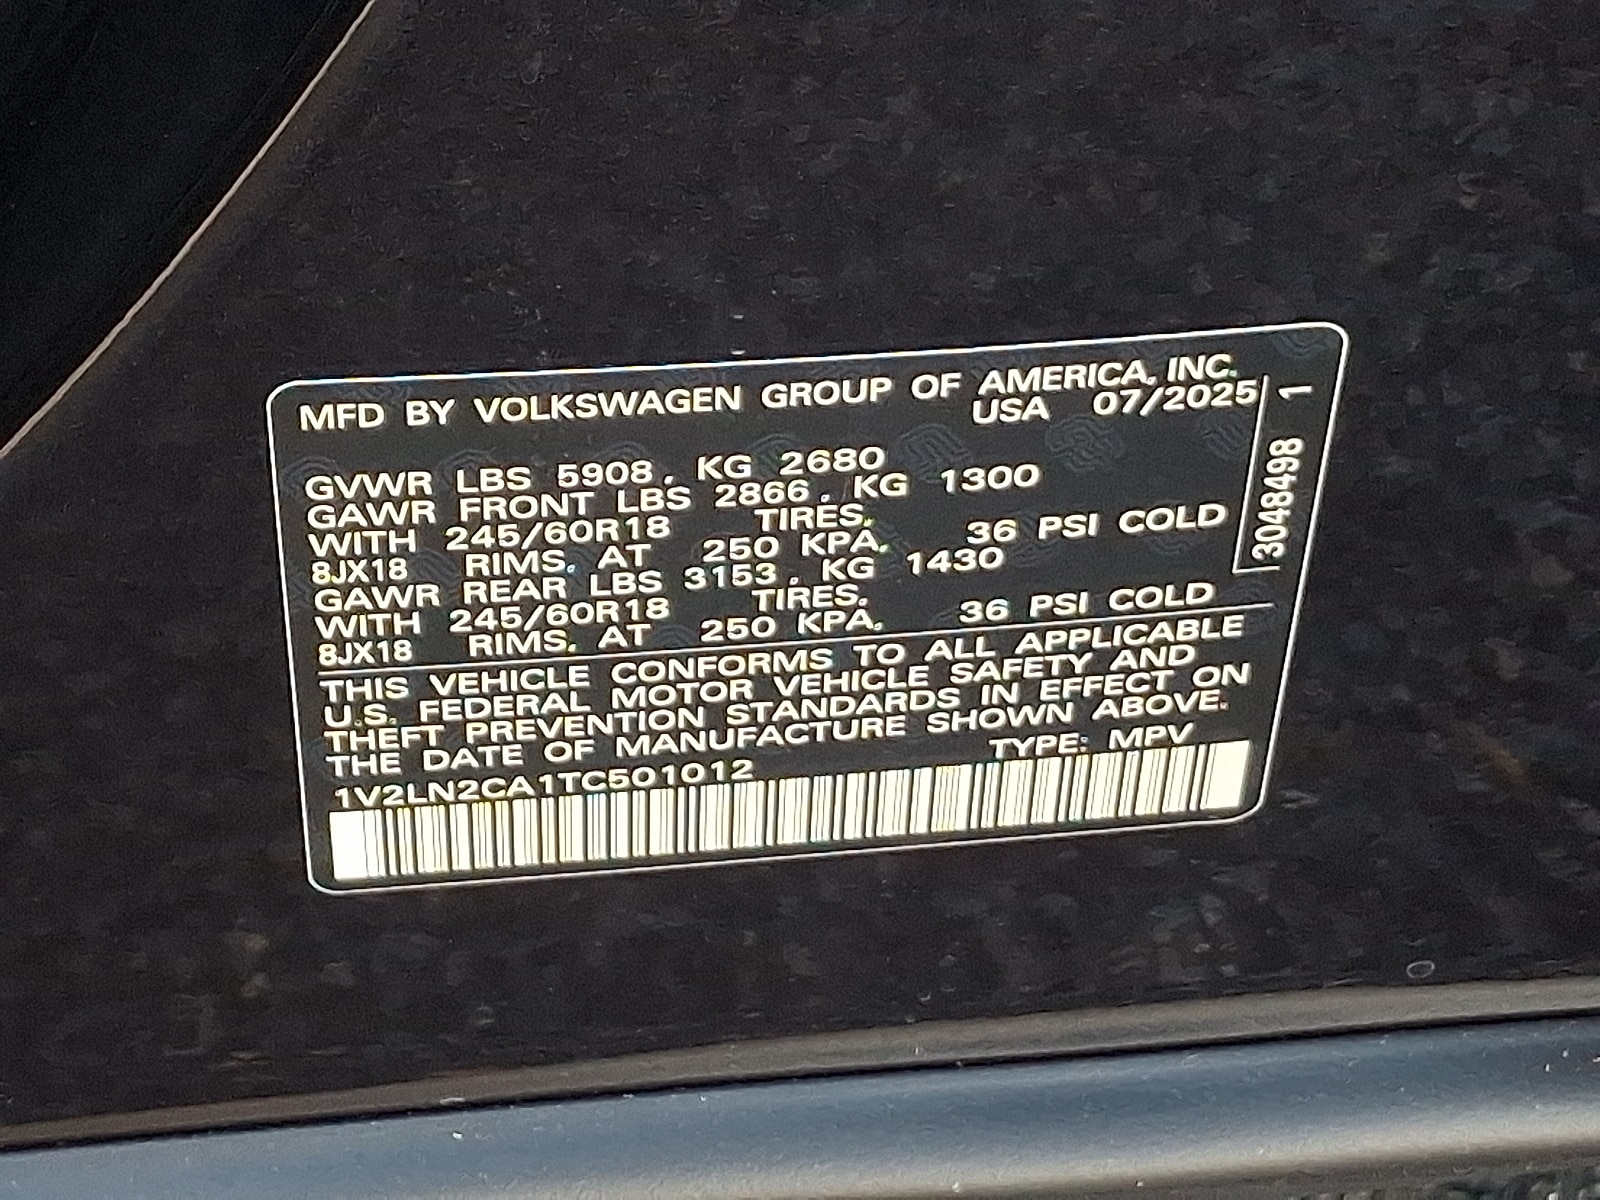 MFD BY VOLKSWAGEN GROUP OF AMERICA, INC.
USA 07/2025
GVWR LBS 5908, KG 2680
GAWR FRONT LBS 2866, KG 1300
WITH 245/60R18 TIRES,
8JX18 RIMS, AT 250 KPA, 36 PSI COLD
GAWR REAR LBS 3153, KG 1430
WITH 245/60R18 TIRES,
8JX18 RIMS, AT 250 KPA, 36 PSI COLD
THIS VEHICLE CONFORMS TO ALL APPLICABLE
U.S. FEDERAL MOTOR VEHICLE SAFETY AND
THEFT PREVENTION STANDARDS IN EFFECT ON
THE DATE OF MANUFACTURE SHOWN ABOVE.
1V2LN2CA1TC501012 TYPE: MPV
3048498 1